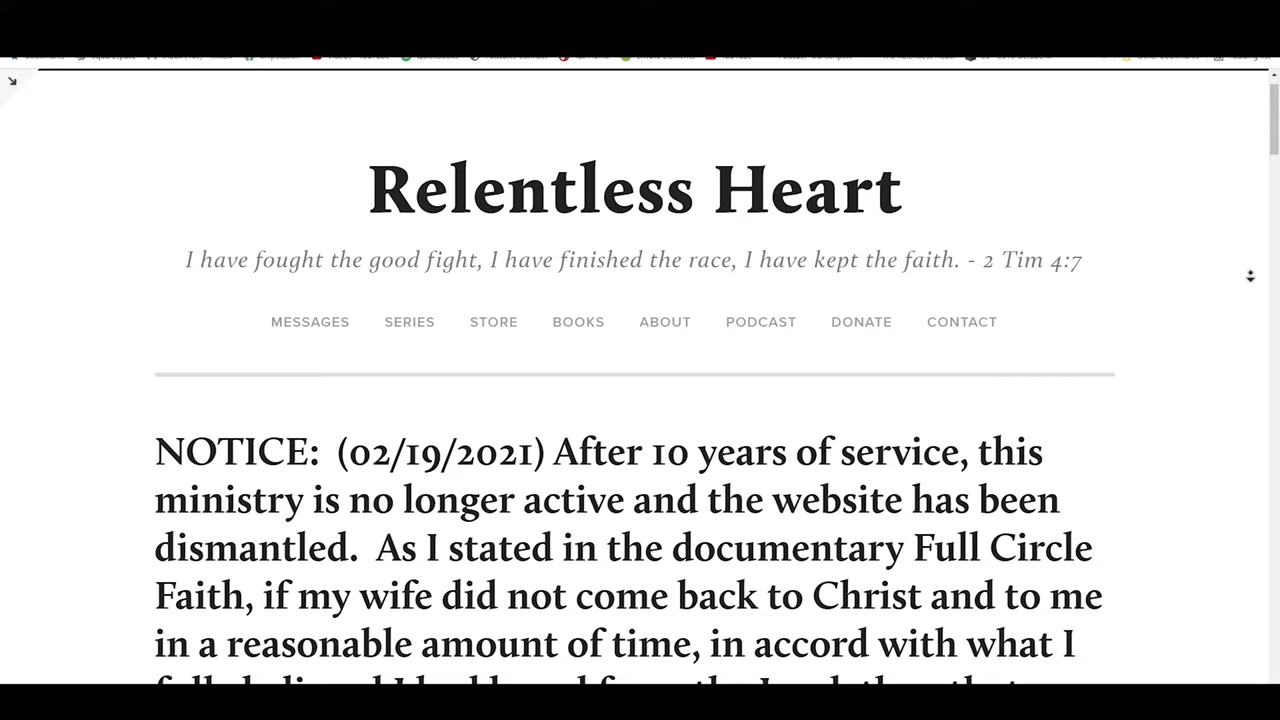 Relentless Heart
I have fought the good fight, I have finished the race, I have kept the faith. - 2 Tim 4:7
MESSAGES SERIES STORE BOOKS ABOUT PODCAST DONATE CONTACT
NOTICE: (02/19/2021) After 10 years of service, this
ministry is no longer active and the website has been
dismantled. As I stated in the documentary Full Circle
Faith, if my wife did not come back to Christ and to me
in a reasonable amount of time, in accord with what I